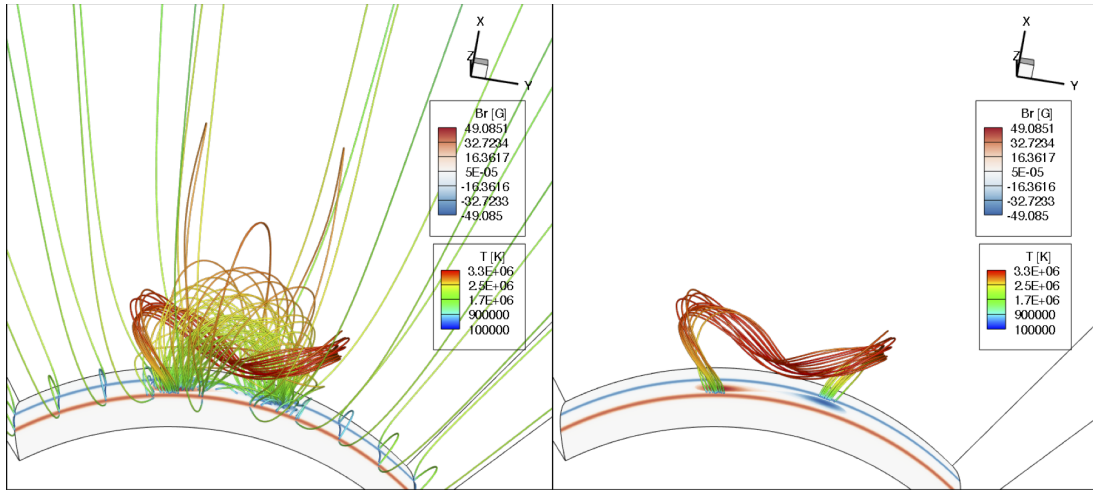 X
Z
Y
Br [G]
49.0851
32.7234
16.3617
5E-05
-16.3616
-32.7233
-49.085
T [K]
3.3E+06
2.5E+06
1.7E+06
900000
100000
X
Z
Y
Br [G]
49.0851
32.7234
16.3617
5E-05
-16.3616
-32.7233
-49.085
T [K]
3.3E+06
2.5E+06
1.7E+06
900000
100000